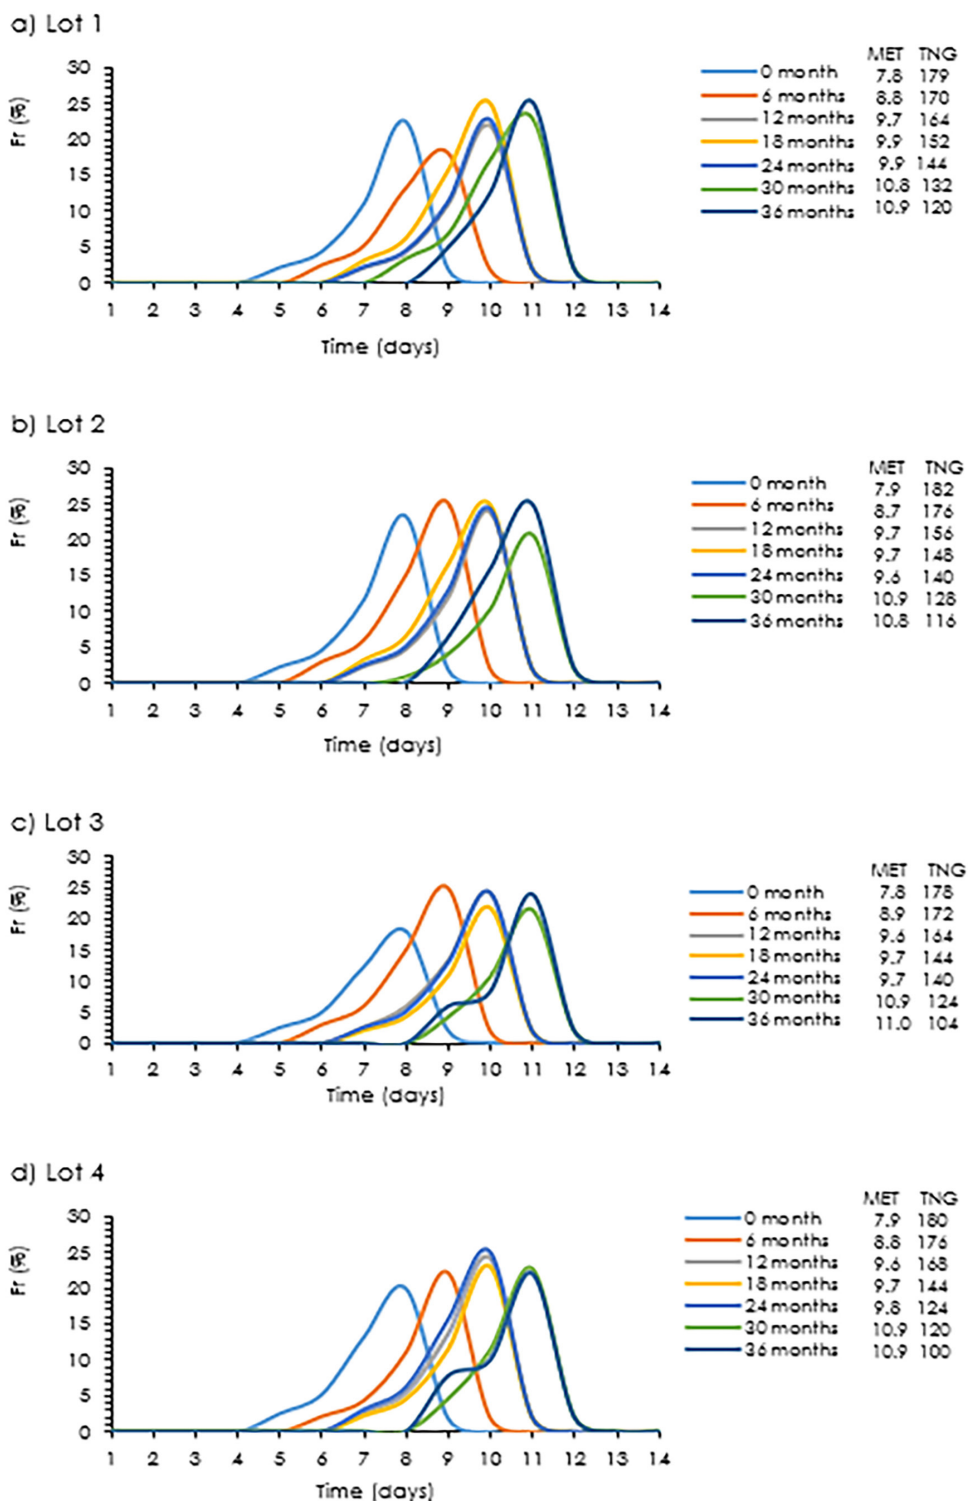 a) Lot 1
MET TNG
0 month 7.8 179
6 months 8.8 170
12 months 9.7 164
18 months 9.9 152
24 months 9.9 144
30 months 10.8 132
36 months 10.9 120
Fr (%)
30
25
20
15
10
5
0
1 2 3 4 5 6 7 8 9 10 11 12 13 14
Time (days)
b) Lot 2
MET TNG
0 month 7.9 182
6 months 8.7 176
12 months 9.7 156
18 months 9.7 148
24 months 9.6 140
30 months 10.9 128
36 months 10.8 116
Fr (%)
30
25
20
15
10
5
0
1 2 3 4 5 6 7 8 9 10 11 12 13 14
Time (days)
c) Lot 3
MET TNG
0 month 7.8 178
6 months 8.9 172
12 months 9.6 164
18 months 9.7 144
24 months 9.7 140
30 months 10.9 124
36 months 11.0 104
Fr (%)
30
25
20
15
10
5
0
1 2 3 4 5 6 7 8 9 10 11 12 13 14
Time (days)
d) Lot 4
MET TNG
0 month 7.9 180
6 months 8.8 176
12 months 9.6 168
18 months 9.7 144
24 months 9.8 124
30 months 10.9 120
36 months 10.9 100
Fr (%)
30
25
20
15
10
5
0
1 2 3 4 5 6 7 8 9 10 11 12 13 14
Time (days)